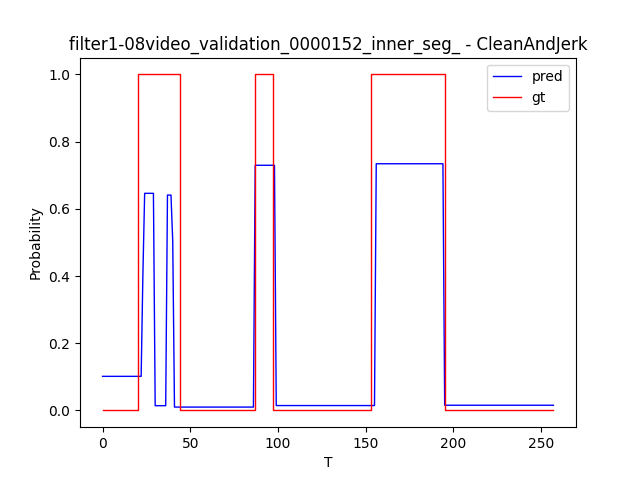 filter1-08video_validation_0000152_inner_seg_ - CleanAndJerk
pred
gt
1.0
0.8
0.6
0.4
0.2
0.0
Probability
0
50
100
150
200
250
T